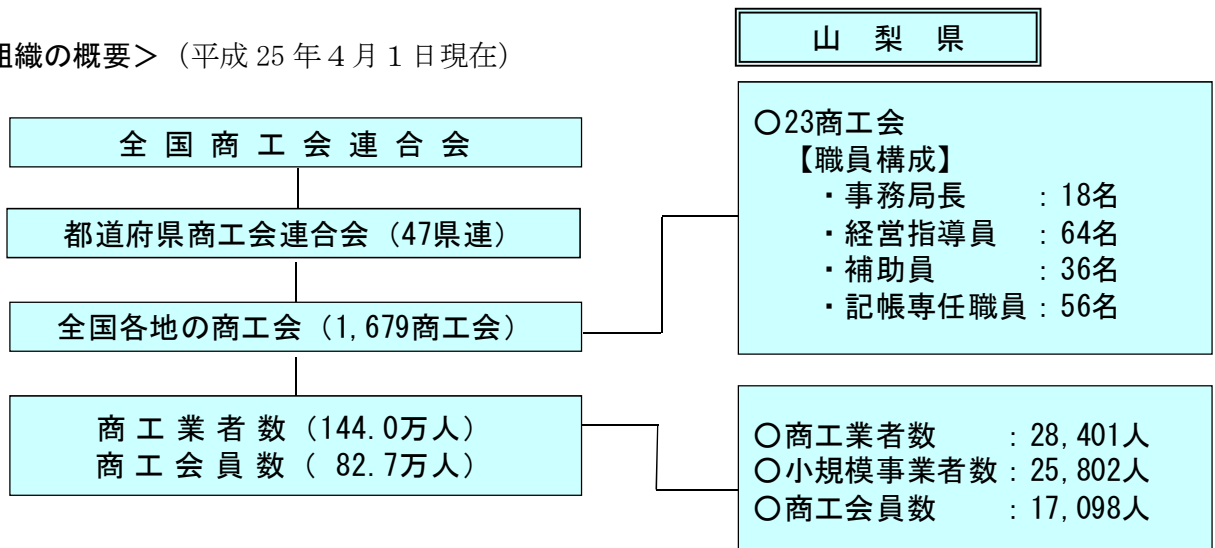 組織の概要＞（平成 25 年４月１日現在）
山 梨 県
全 国 商 工 会 連 合 会
都道府県商工会連合会（47県連）
全国各地の商工会（1,679商工会）
商 工 業 者 数（144.0万人）
商 工 会 員 数（ 82.7万人）
○23商工会
【職員構成】
・事務局長 ：18名
・経営指導員 ：64名
・補助員 ：36名
・記帳専任職員：56名
○商工業者数 ：28,401人
○小規模事業者数：25,802人
○商工会員数 ：17,098人